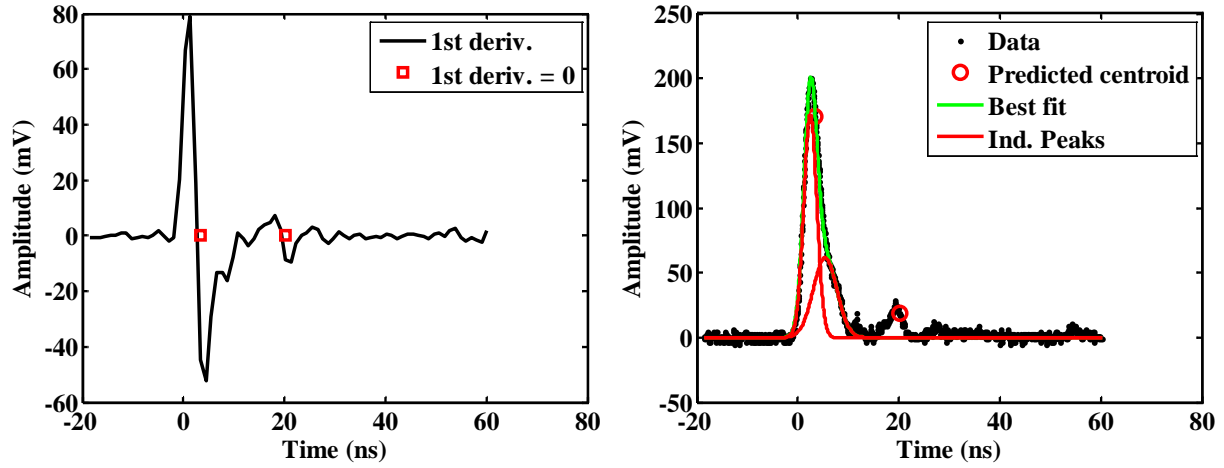 80
60
40
20
0
-20
-40
-60
-20
0
20
40
60
80
Time (ns)
Amplitude (mV)
1st deriv.
1st deriv. = 0
250
200
150
100
50
0
-50
-20
0
20
40
60
80
Time (ns)
Amplitude (mV)
Data
Predicted centroid
Best fit
Ind. Peaks